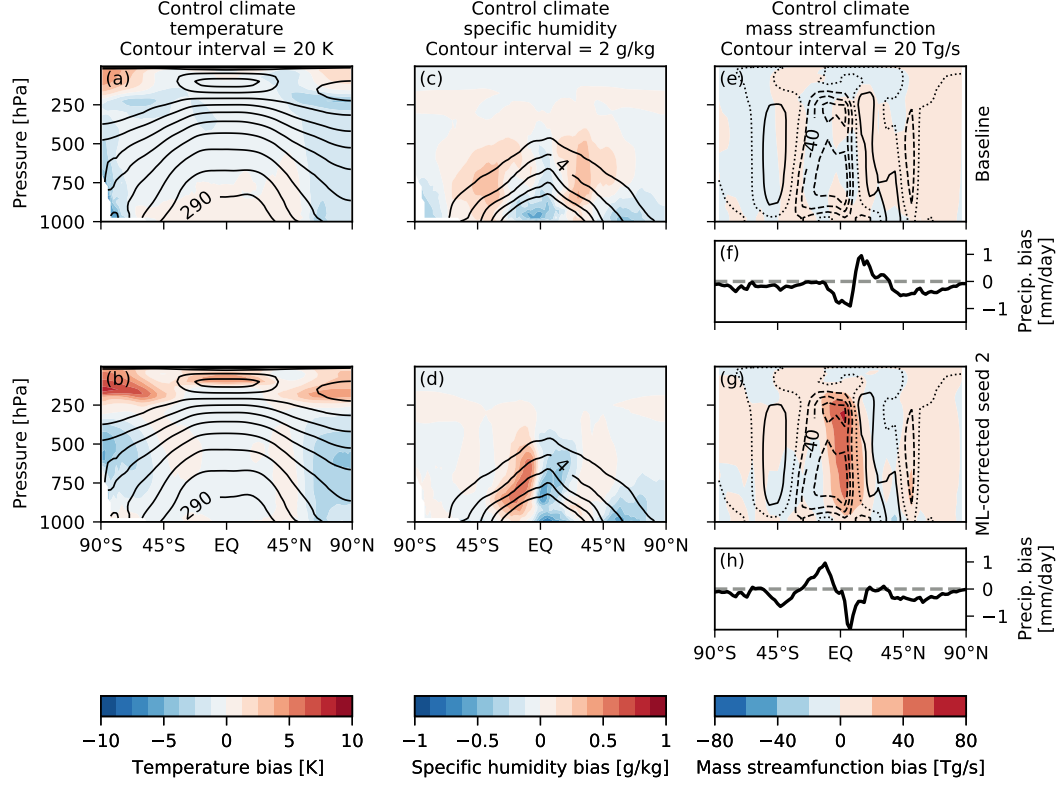 Control climate
temperature
Contour interval = 20 K
Control climate
specific humidity
Contour interval = 2 g/kg
Control climate
mass streamfunction
Contour interval = 20 Tg/s
(a)
290
250
500
750
1000
Pressure [hPa]
(c)
4
(e)
40
Baseline
(f)
1
0
−1
Precip. bias
[mm/day]
(b)
290
250
500
750
1000
Pressure [hPa]
90°S
45°S
EQ
45°N
90°N
(d)
4
90°S
45°S
EQ
45°N
90°N
(g)
40
ML-corrected seed 2
(h)
1
0
−1
Precip. bias
[mm/day]
90°S
45°S
EQ
45°N
90°N
−10
−5
0
5
10
Temperature bias [K]
−1
−0.5
0
0.5
1
Specific humidity bias [g/kg]
−80
−40
0
40
80
Mass streamfunction bias [Tg/s]